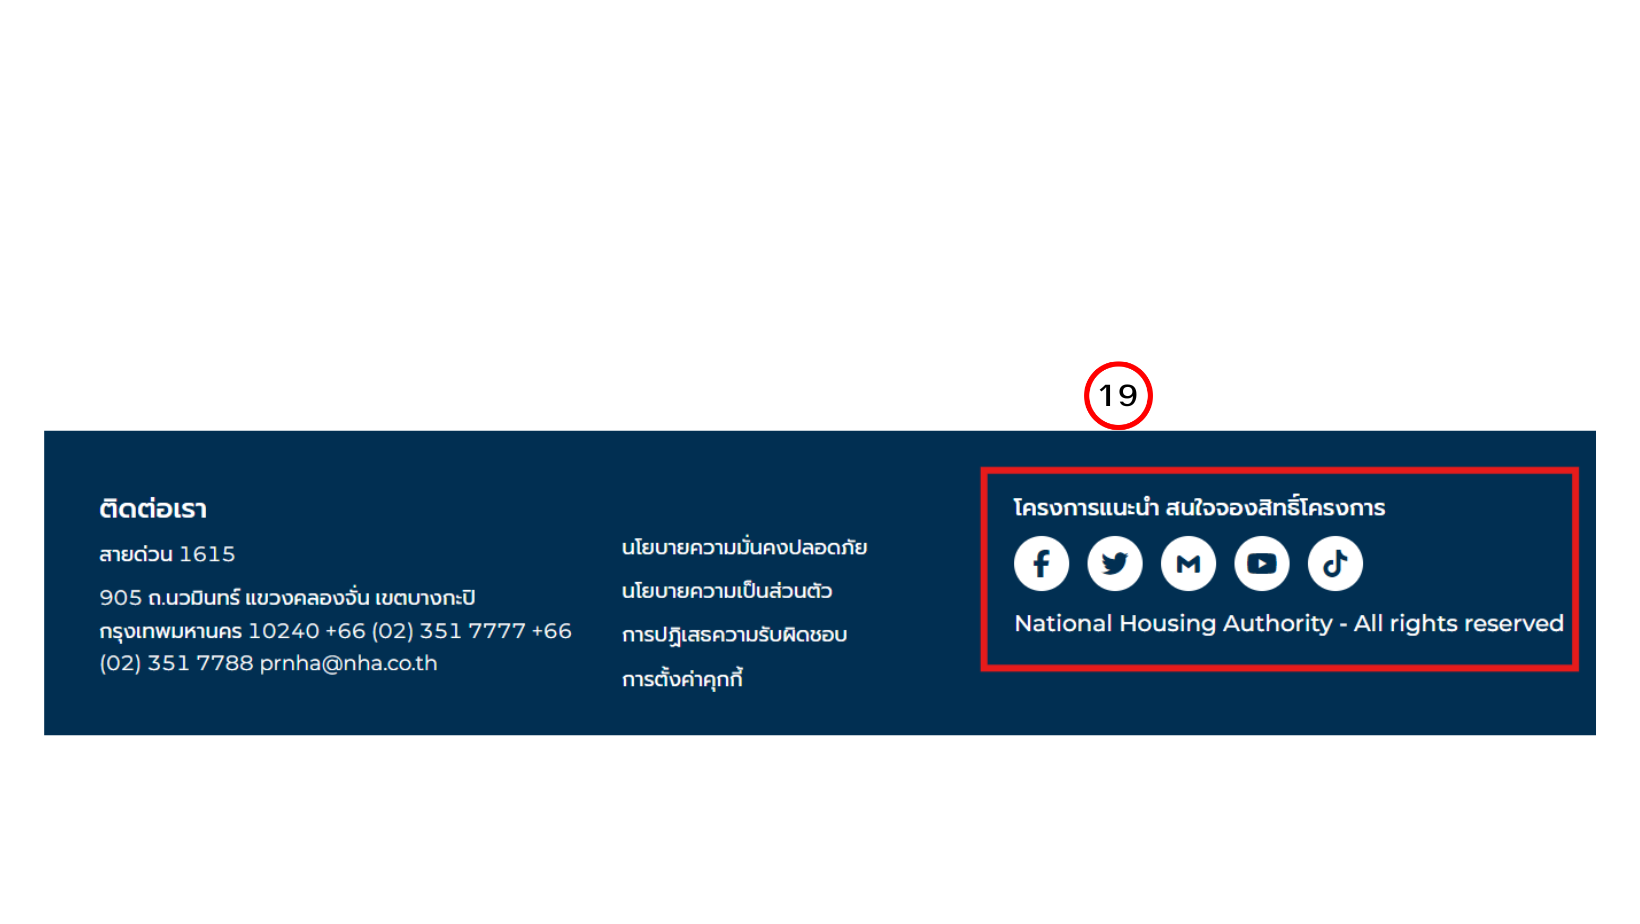 19
ติดต่อเรา
สายด่วน 1615
905 ถ.นวมินทร์ แขวงคลองจั่น เขตบางกะปิ
กรุงเทพมหานคร 10240 +66 (02) 351 7777 +66
(02) 351 7788 prnha@nha.co.th
นโยบายความมั่นคงปลอดภัย
นโยบายความเป็นส่วนตัว
การปฏิเสธความรับผิดชอบ
การตั้งค่าคุกกี้
โครงการแนะนำ สนใจจองสิทธิ์โครงการ
National Housing Authority - All rights reserved